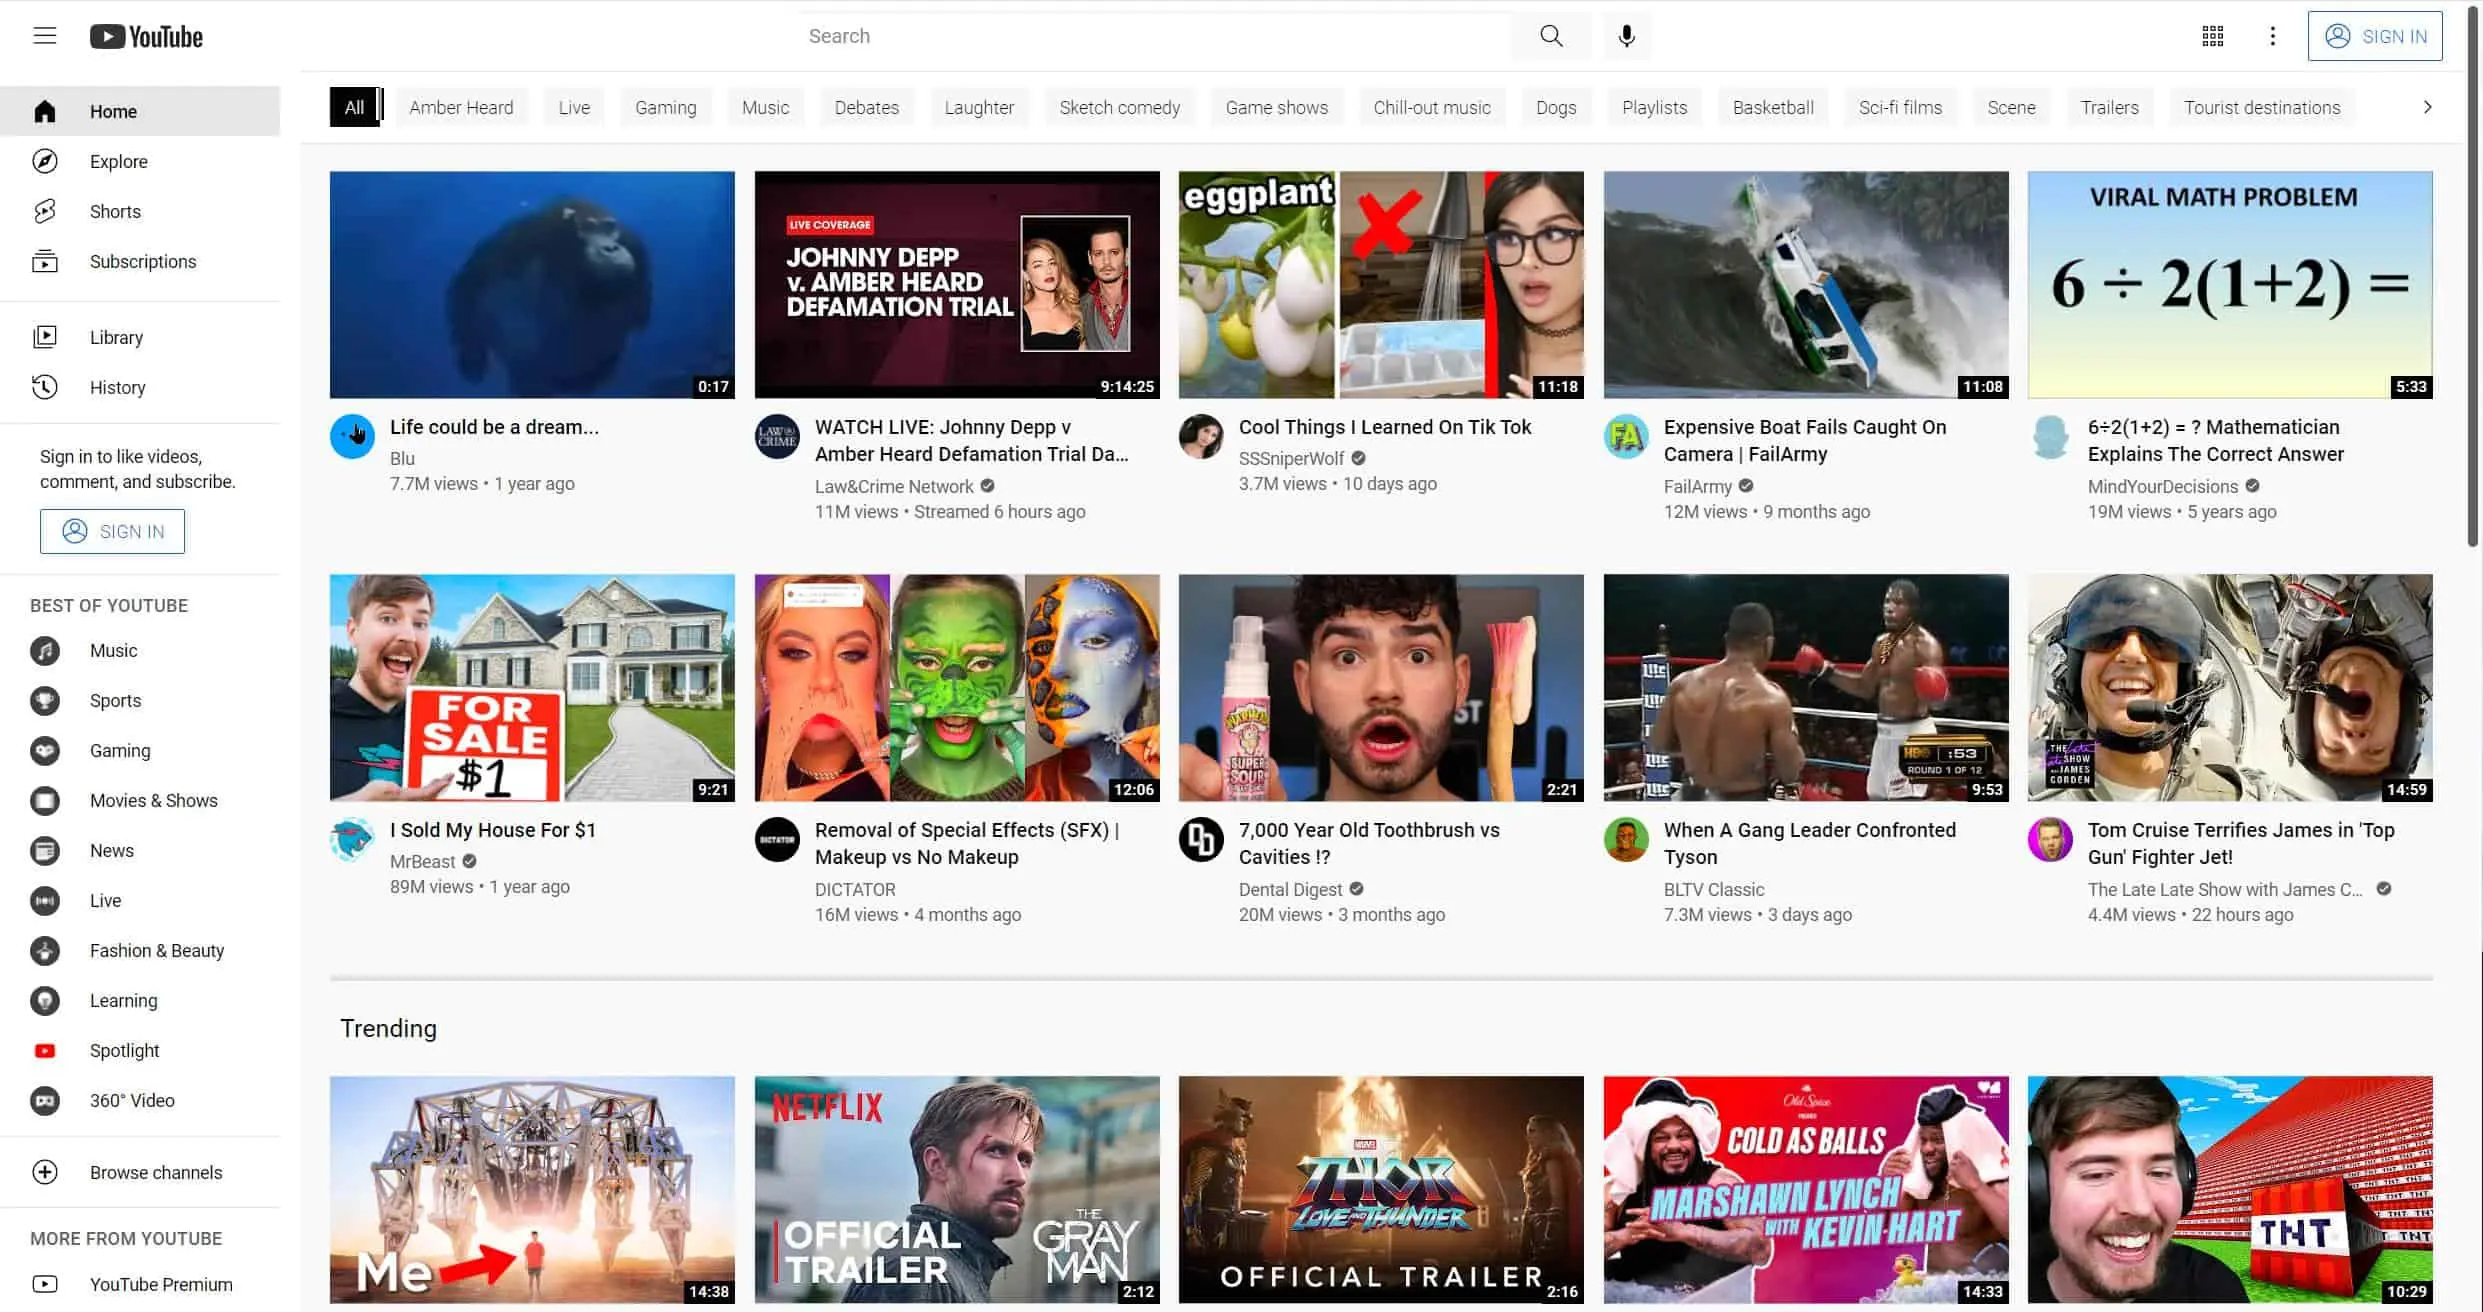 YouTube
Search
SIGN IN
Home
Explore
Shorts
Subscriptions
Library
History
Sign in to like videos,
comment, and subscribe.
SIGN IN
BEST OF YOUTUBE
Music
Sports
Gaming
Movies & Shows
News
Live
Fashion & Beauty
Learning
Spotlight
360° Video
Browse channels
MORE FROM YOUTUBE
YouTube Premium
All
Amber Heard
Live
Gaming
Music
Debates
Laughter
Sketch comedy
Game shows
Chill-out music
Dogs
Playlists
Basketball
Sci-fi films
Scene
Trailers
Tourist destinations
0:17
Life could be a dream...
Blu
7.7M views • 1 year ago
LIVE COVERAGE
JOHNNY DEPP
v. AMBER HEARD
DEFAMATION TRIAL
9:14:25
LAW&
CRIME
WATCH LIVE: Johnny Depp v
Amber Heard Defamation Trial Da...
Law&Crime Network
11M views • Streamed 6 hours ago
eggplant
11:18
Cool Things I Learned On Tik Tok
SSSniperWolf
3.7M views • 10 days ago
11:08
FA
Expensive Boat Fails Caught On
Camera | FailArmy
FailArmy
12M views • 9 months ago
VIRAL MATH PROBLEM
6 ÷ 2(1+2) =
5:33
6÷2(1+2) = ? Mathematician
Explains The Correct Answer
MindYourDecisions
19M views • 5 years ago
FOR
SALE
$1
9:21
I Sold My House For $1
MrBeast
89M views • 1 year ago
12:06
DICTATOR
Removal of Special Effects (SFX) |
Makeup vs No Makeup
DICTATOR
16M views • 4 months ago
SUPER
SOUR
ST
2:21
DD
7,000 Year Old Toothbrush vs
Cavities !?
Dental Digest
20M views • 3 months ago
HBO :53
ROUND 1 OF 12
9:53
When A Gang Leader Confronted
Tyson
BLTV Classic
7.3M views • 3 days ago
THE Late
Late SHOW
JAMES
CORDEN
14:59
Tom Cruise Terrifies James in 'Top
Gun' Fighter Jet!
The Late Late Show with James C...
4.4M views • 22 hours ago
Trending
Me
14:38
NETFLIX
OFFICIAL
TRAILER
THE
GRAY
MAN
2:12
MARVEL
THOR
LOVE AND THUNDER
OFFICIAL TRAILER
2:16
Old Spice
COLD AS BALLS
MARSHAWN LYNCH
WITH KEVIN HART
14:33
TNT
10:29